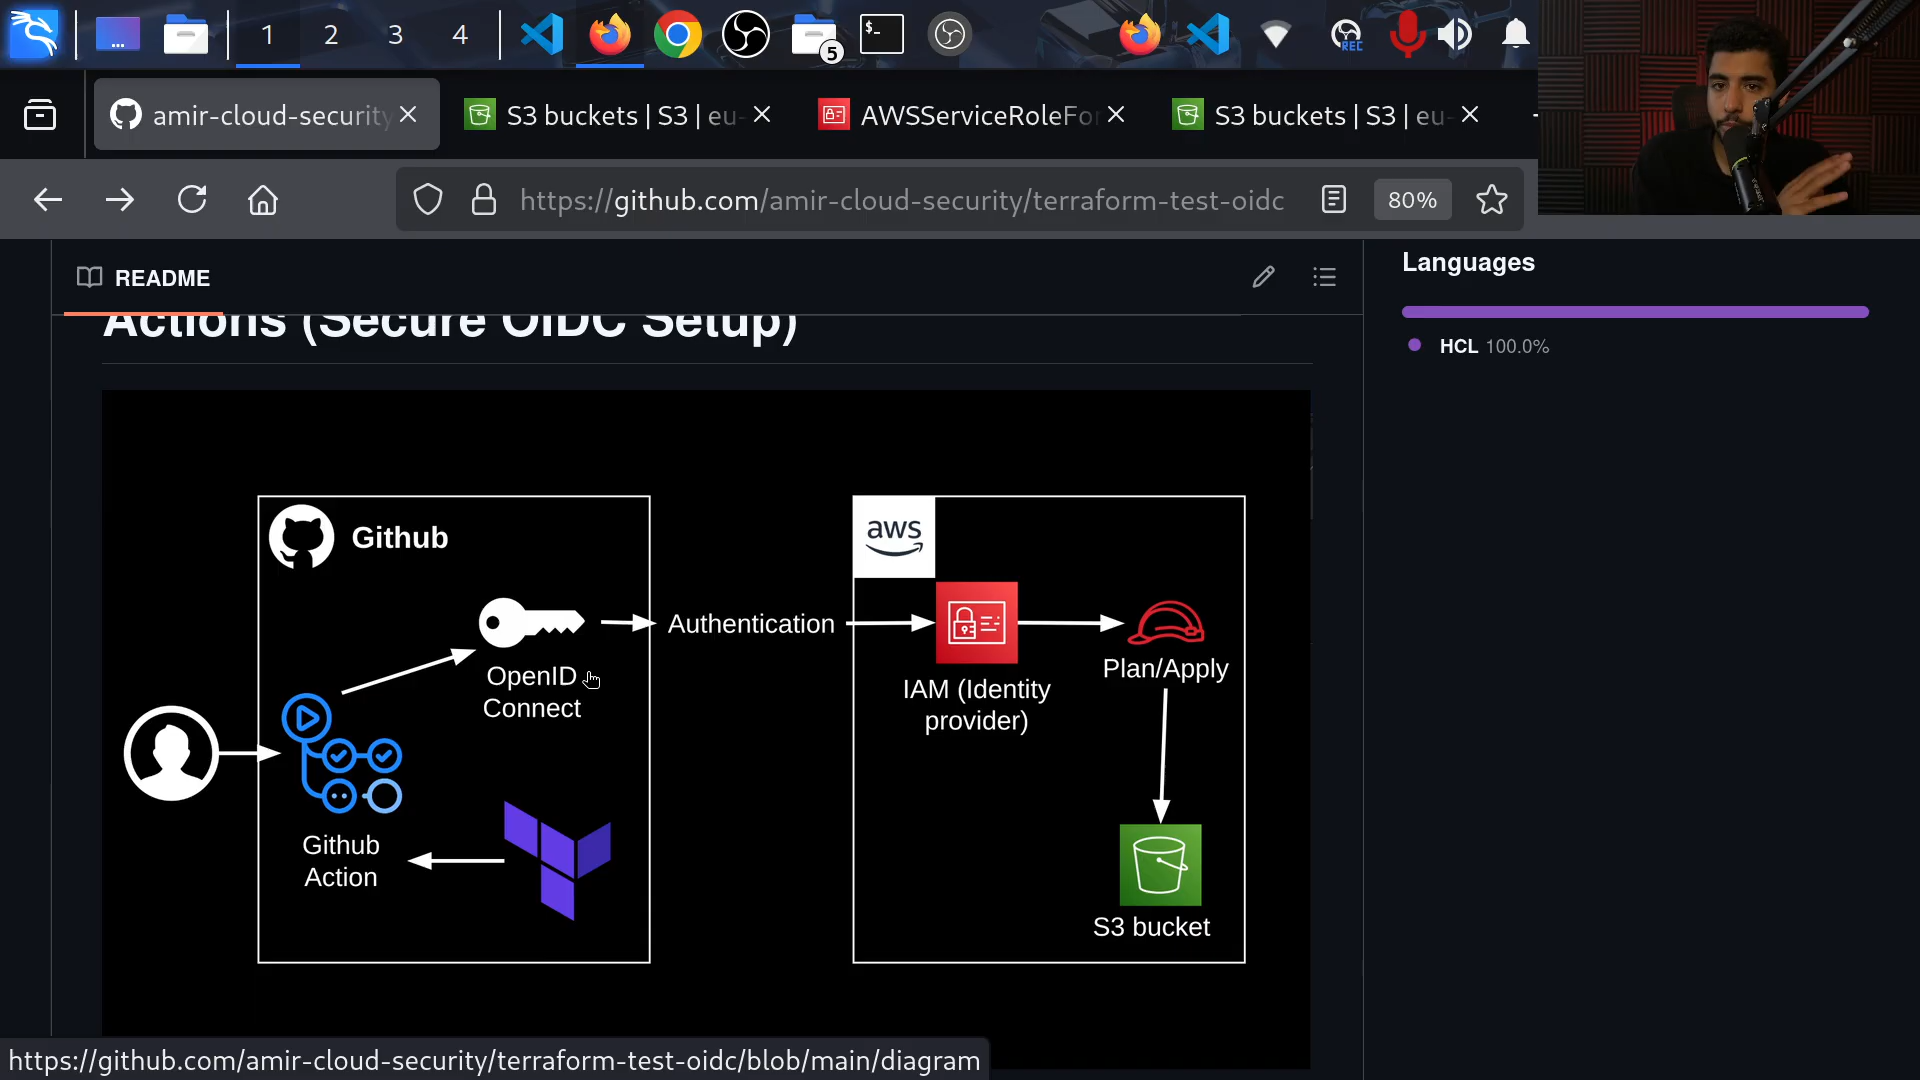 1 2 3 4
5
REC
amir-cloud-security
S3 buckets | S3 | eu-
AWSServiceRoleFor
S3 buckets | S3 | eu-
https://github.com/amir-cloud-security/terraform-test-oidc
80%
README
Languages
HCL 100.0%
Actions (Secure OIDC Setup)
Github
aws
Authentication
OpenID
Connect
IAM (Identity
provider)
Plan/Apply
Github
Action
S3 bucket
https://github.com/amir-cloud-security/terraform-test-oidc/blob/main/diagram